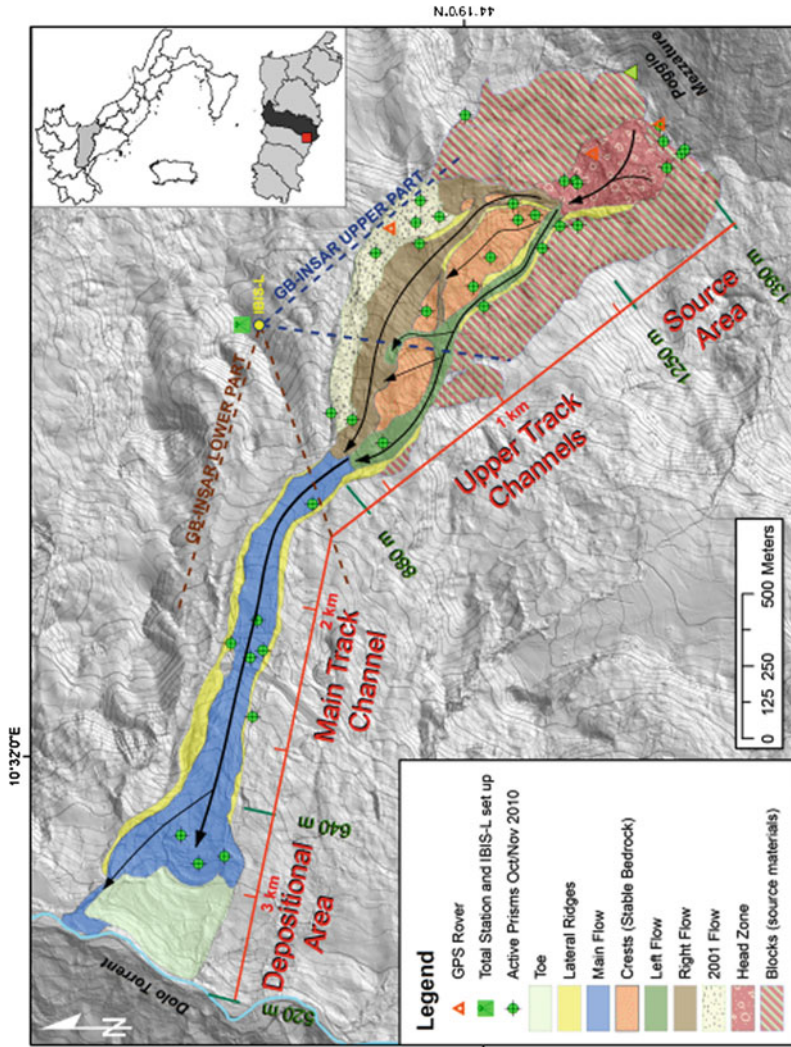 44°19'0"N
10°32'0"E
Poggio
Mezzature
GB-INSAR UPPER PART
IBIS-L
GB-INSAR LOWER PART
Source
Area
1390 m
1250 m
1 km
Upper Track
Channels
880 m
2 km
Main Track
Channel
640 m
3 km
Depositional
Area
520 m
Dolo Torrent
N
0 125 250 500 Meters
Legend
GPS Rover
Total Station and IBIS-L set up
Active Prisms Oct/Nov 2010
Toe
Lateral Ridges
Main Flow
Crests (Stable Bedrock)
Left Flow
Right Flow
2001 Flow
Head Zone
Blocks (source materials)